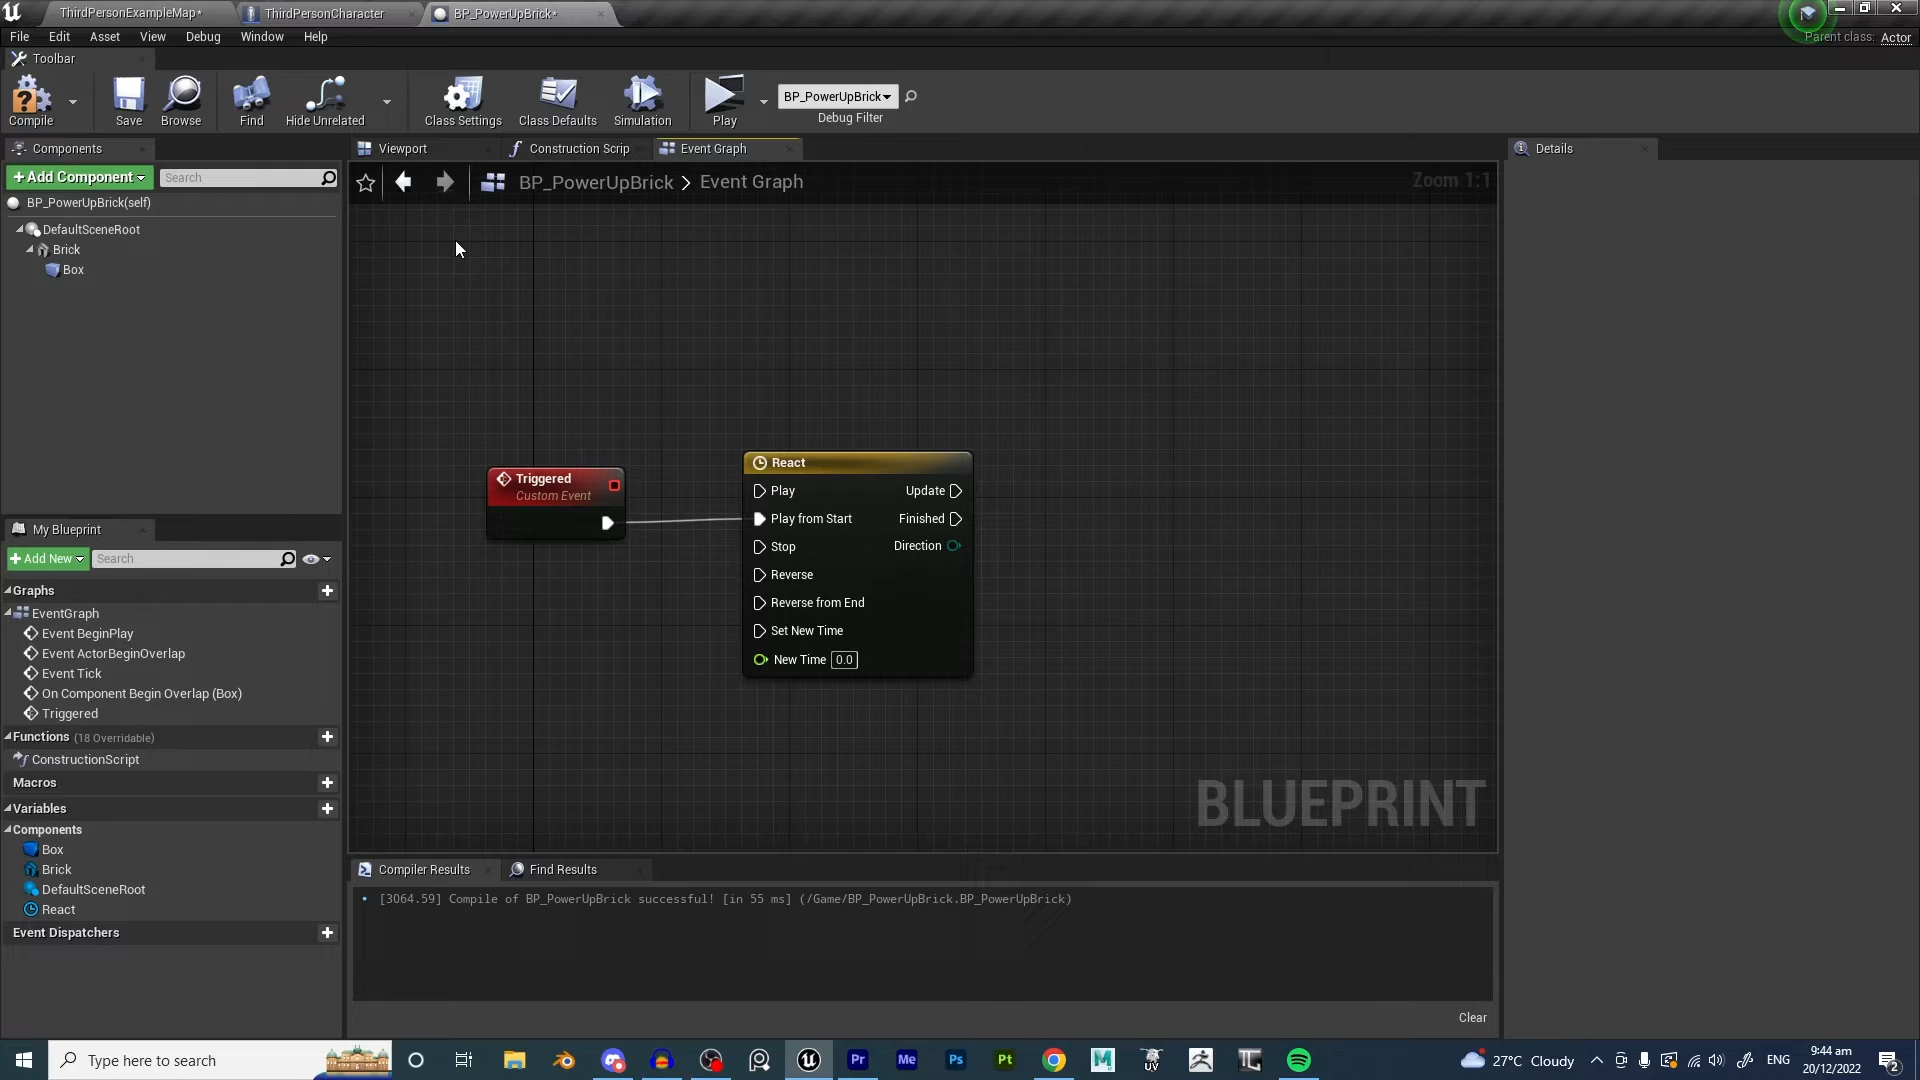 ThirdPersonExampleMap*
ThirdPersonCharacter
BP_PowerUpBrick*
File Edit Asset View Debug Window Help
Parent class: Actor
Toolbar
Compile
Save
Browse
Find
Hide Unrelated
Class Settings
Class Defaults
Simulation
Play
BP_PowerUpBrick
Debug Filter
Components
+ Add Component
Search
BP_PowerUpBrick(self)
DefaultSceneRoot
Brick
Box
Viewport
Construction Scrip
Event Graph
BP_PowerUpBrick > Event Graph
Zoom 1:1
Details
Triggered
Custom Event
React
Play
Update
Play from Start
Finished
Stop
Direction
Reverse
Reverse from End
Set New Time
New Time 0.0
BLUEPRINT
My Blueprint
+ Add New
Search
Graphs
EventGraph
Event BeginPlay
Event ActorBeginOverlap
Event Tick
On Component Begin Overlap (Box)
Triggered
Functions (18 Overridable)
ConstructionScript
Macros
Variables
Components
Box
Brick
DefaultSceneRoot
React
Event Dispatchers
Compiler Results
Find Results
[3064.59] Compile of BP_PowerUpBrick successful! [in 55 ms] (/Game/BP_PowerUpBrick.BP_PowerUpBrick)
Clear
Type here to search
Pr
Me
Ps
Pt
M
UV
27°C Cloudy
ENG
9:44 am
20/12/2022
2